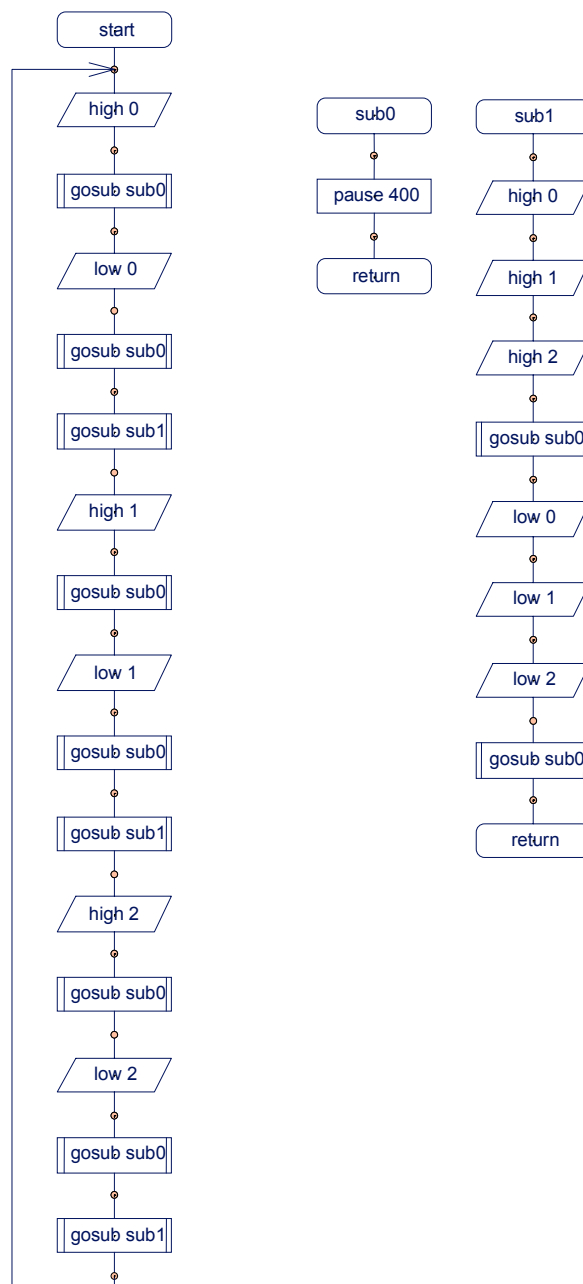 start
high 0
gosub sub0
low 0
gosub sub0
gosub sub1
high 1
gosub sub0
low 1
gosub sub0
gosub sub1
high 2
gosub sub0
low 2
gosub sub0
gosub sub1
sub0
pause 400
return
sub1
high 0
high 1
high 2
gosub sub0
low 0
low 1
low 2
gosub sub0
return